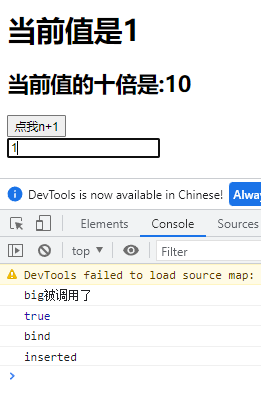 当前值是1
当前值的十倍是:10
点我n+1
1
DevTools is now available in Chinese!
Alway
Elements
Console
Sources
top
Filter
DevTools failed to load source map:
big被调用了
true
bind
inserted